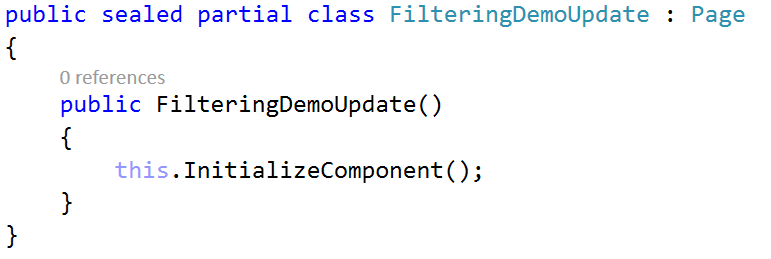 public sealed partial class FilteringDemoUpdate : Page
{
0 references
public FilteringDemoUpdate()
{
this.InitializeComponent();
}
}